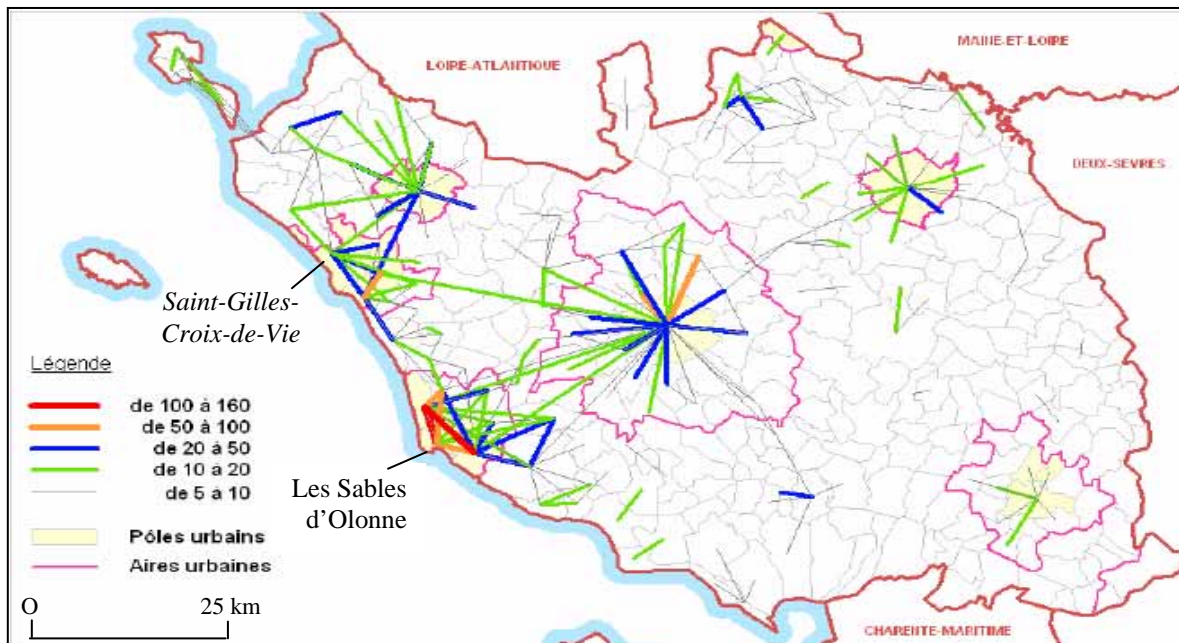 MAINE-ET-LOIRE
LOIRE-ATLANTIQUE
DEUX-SEVRES
Saint-Gilles-
Croix-de-Vie
Légende
de 100 à 160
de 50 à 100
de 20 à 50
de 10 à 20
de 5 à 10
Les Sables
d'Olonne
Pôles urbains
Aires urbaines
O
25 km
CHARENTE-MARITIME